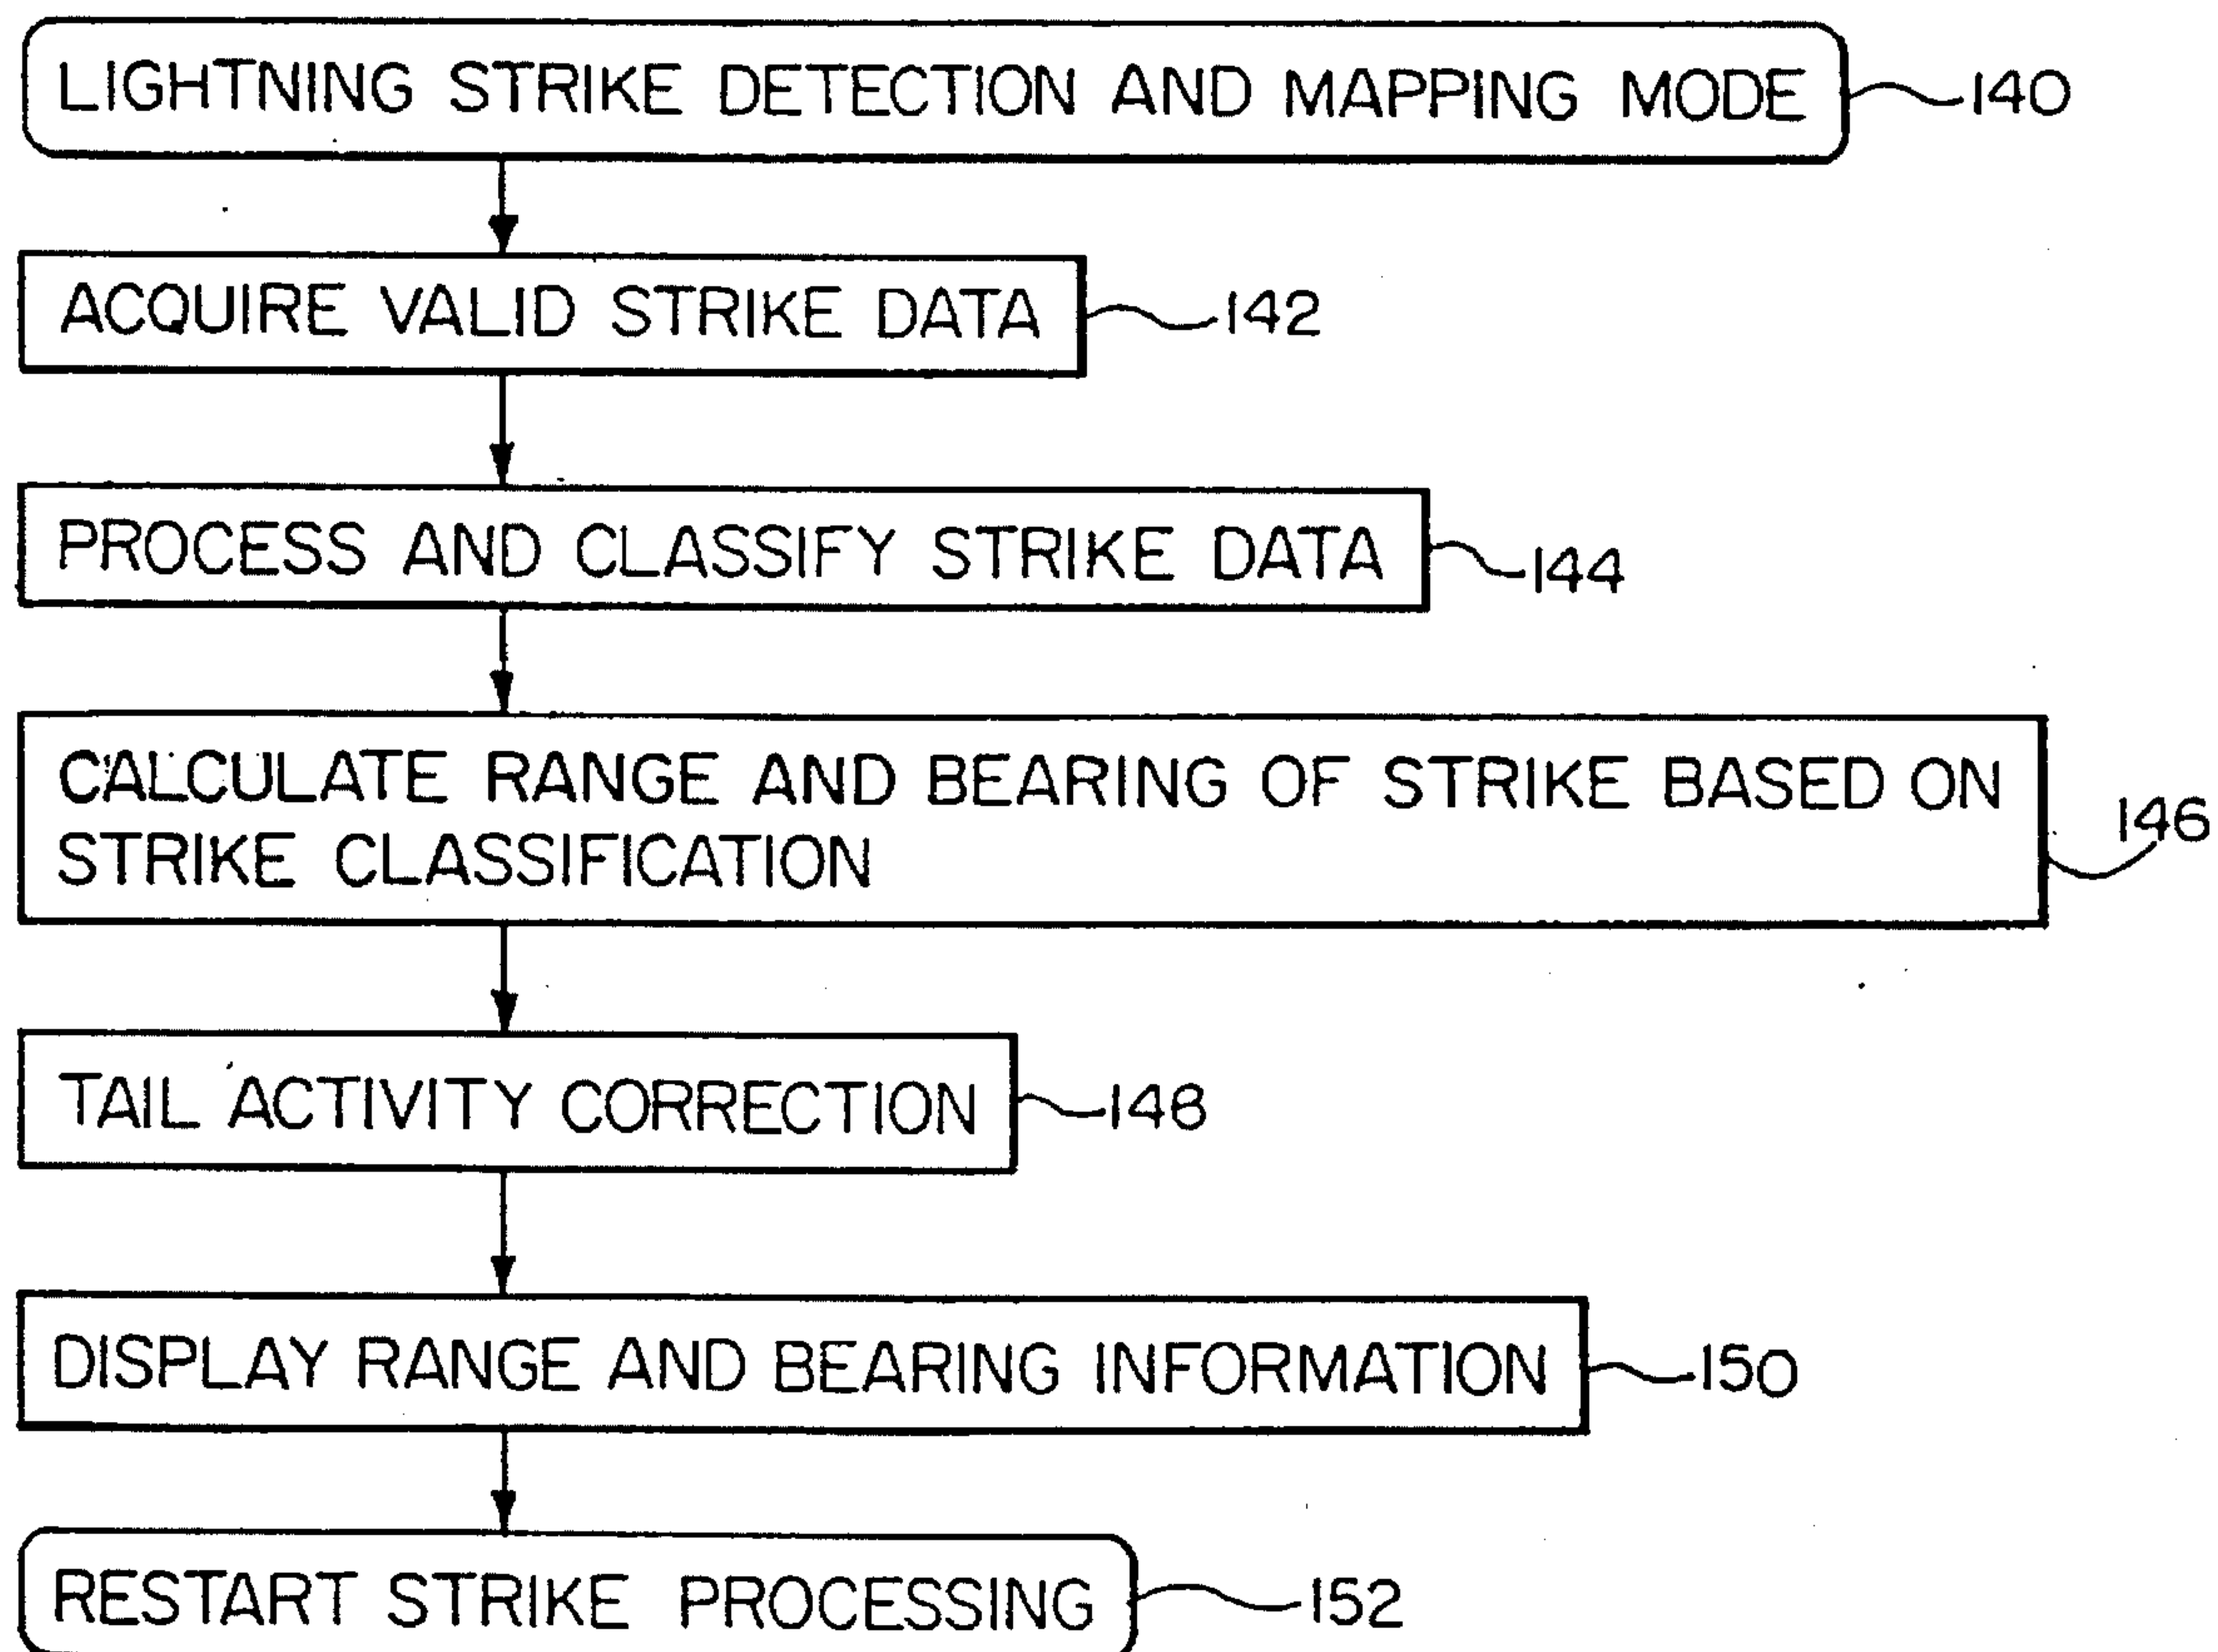 LIGHTNING STRIKE DETECTION AND MAPPING MODE 140
ACQUIRE VALID STRIKE DATA 142
PROCESS AND CLASSIFY STRIKE DATA 144
CALCULATE RANGE AND BEARING OF STRIKE BASED ON
STRIKE CLASSIFICATION 146
TAIL ACTIVITY CORRECTION 148
DISPLAY RANGE AND BEARING INFORMATION 150
RESTART STRIKE PROCESSING 152